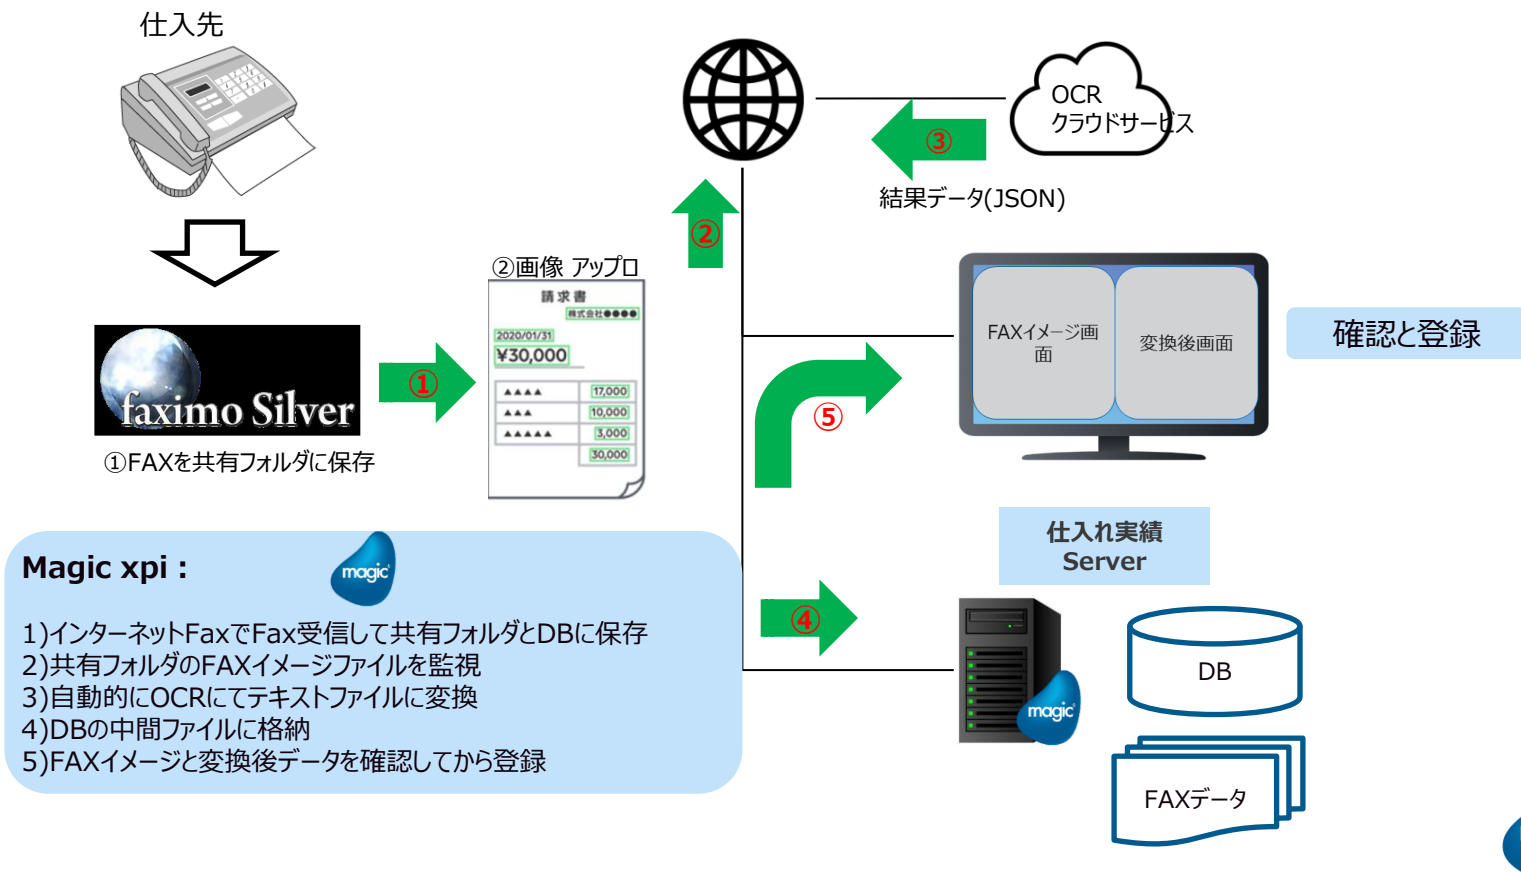 仕入先
OCR
クラウドサービス
③
結果データ(JSON)
②
②画像 アップロ
請求書
株式会社●●●●
2020/01/31
¥30,000
▲▲▲▲ 17,000
▲▲▲ 10,000
▲▲▲▲▲ 3,000
30,000
faximo Silver
①
①FAXを共有フォルダに保存
FAXイメージ画
面
変換後画面
確認と登録
⑤
仕入れ実績
Server
④
magic
DB
FAXデータ
Magic xpi：
magic
1)インターネットFaxでFax受信して共有フォルダとDBに保存
2)共有フォルダのFAXイメージファイルを監視
3)自動的にOCRにてテキストファイルに変換
4)DBの中間ファイルに格納
5)FAXイメージと変換後データを確認してから登録